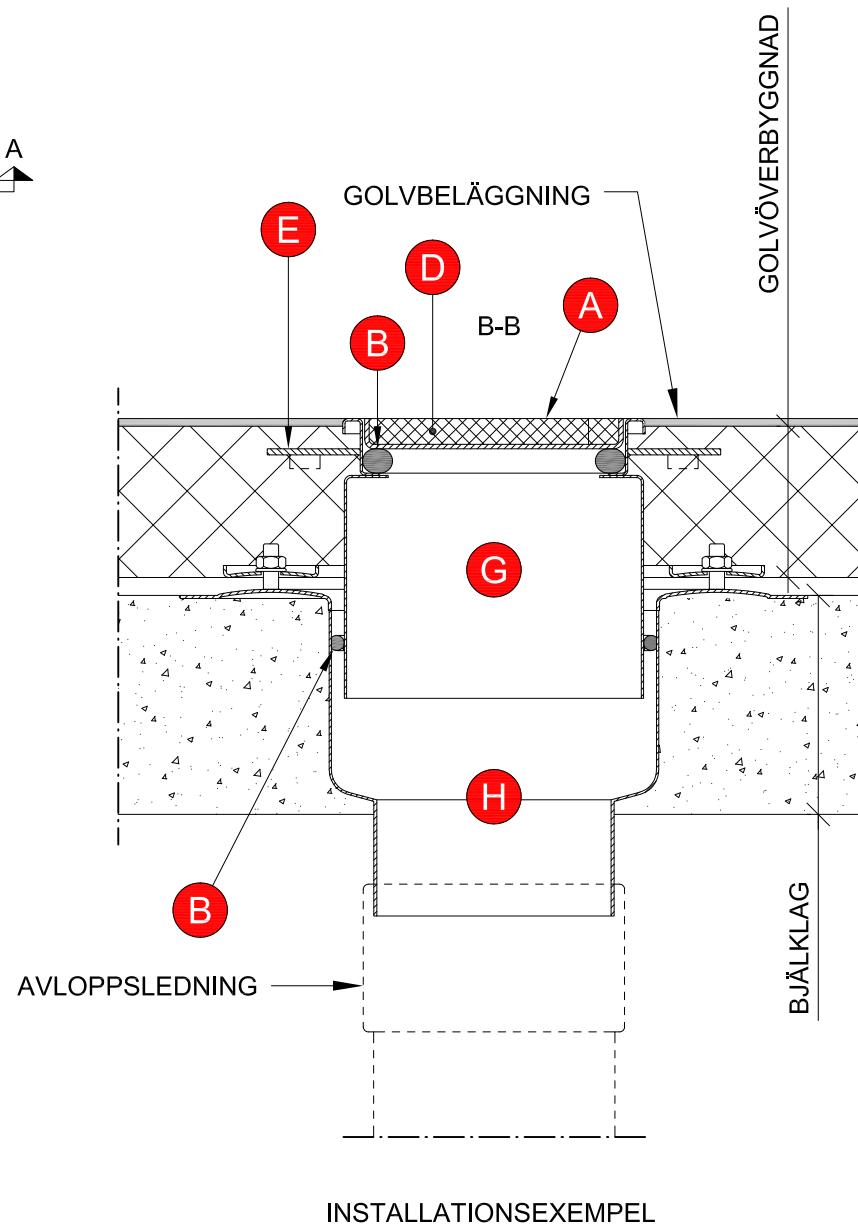 A
GOLVÖVERBYGGNAD
GOLVBELÄGGNING
E
D
A
B
B-B
G
H
B
BJÄLKLAG
AVLOPPSLEDNING
INSTALLATIONSEXEMPEL